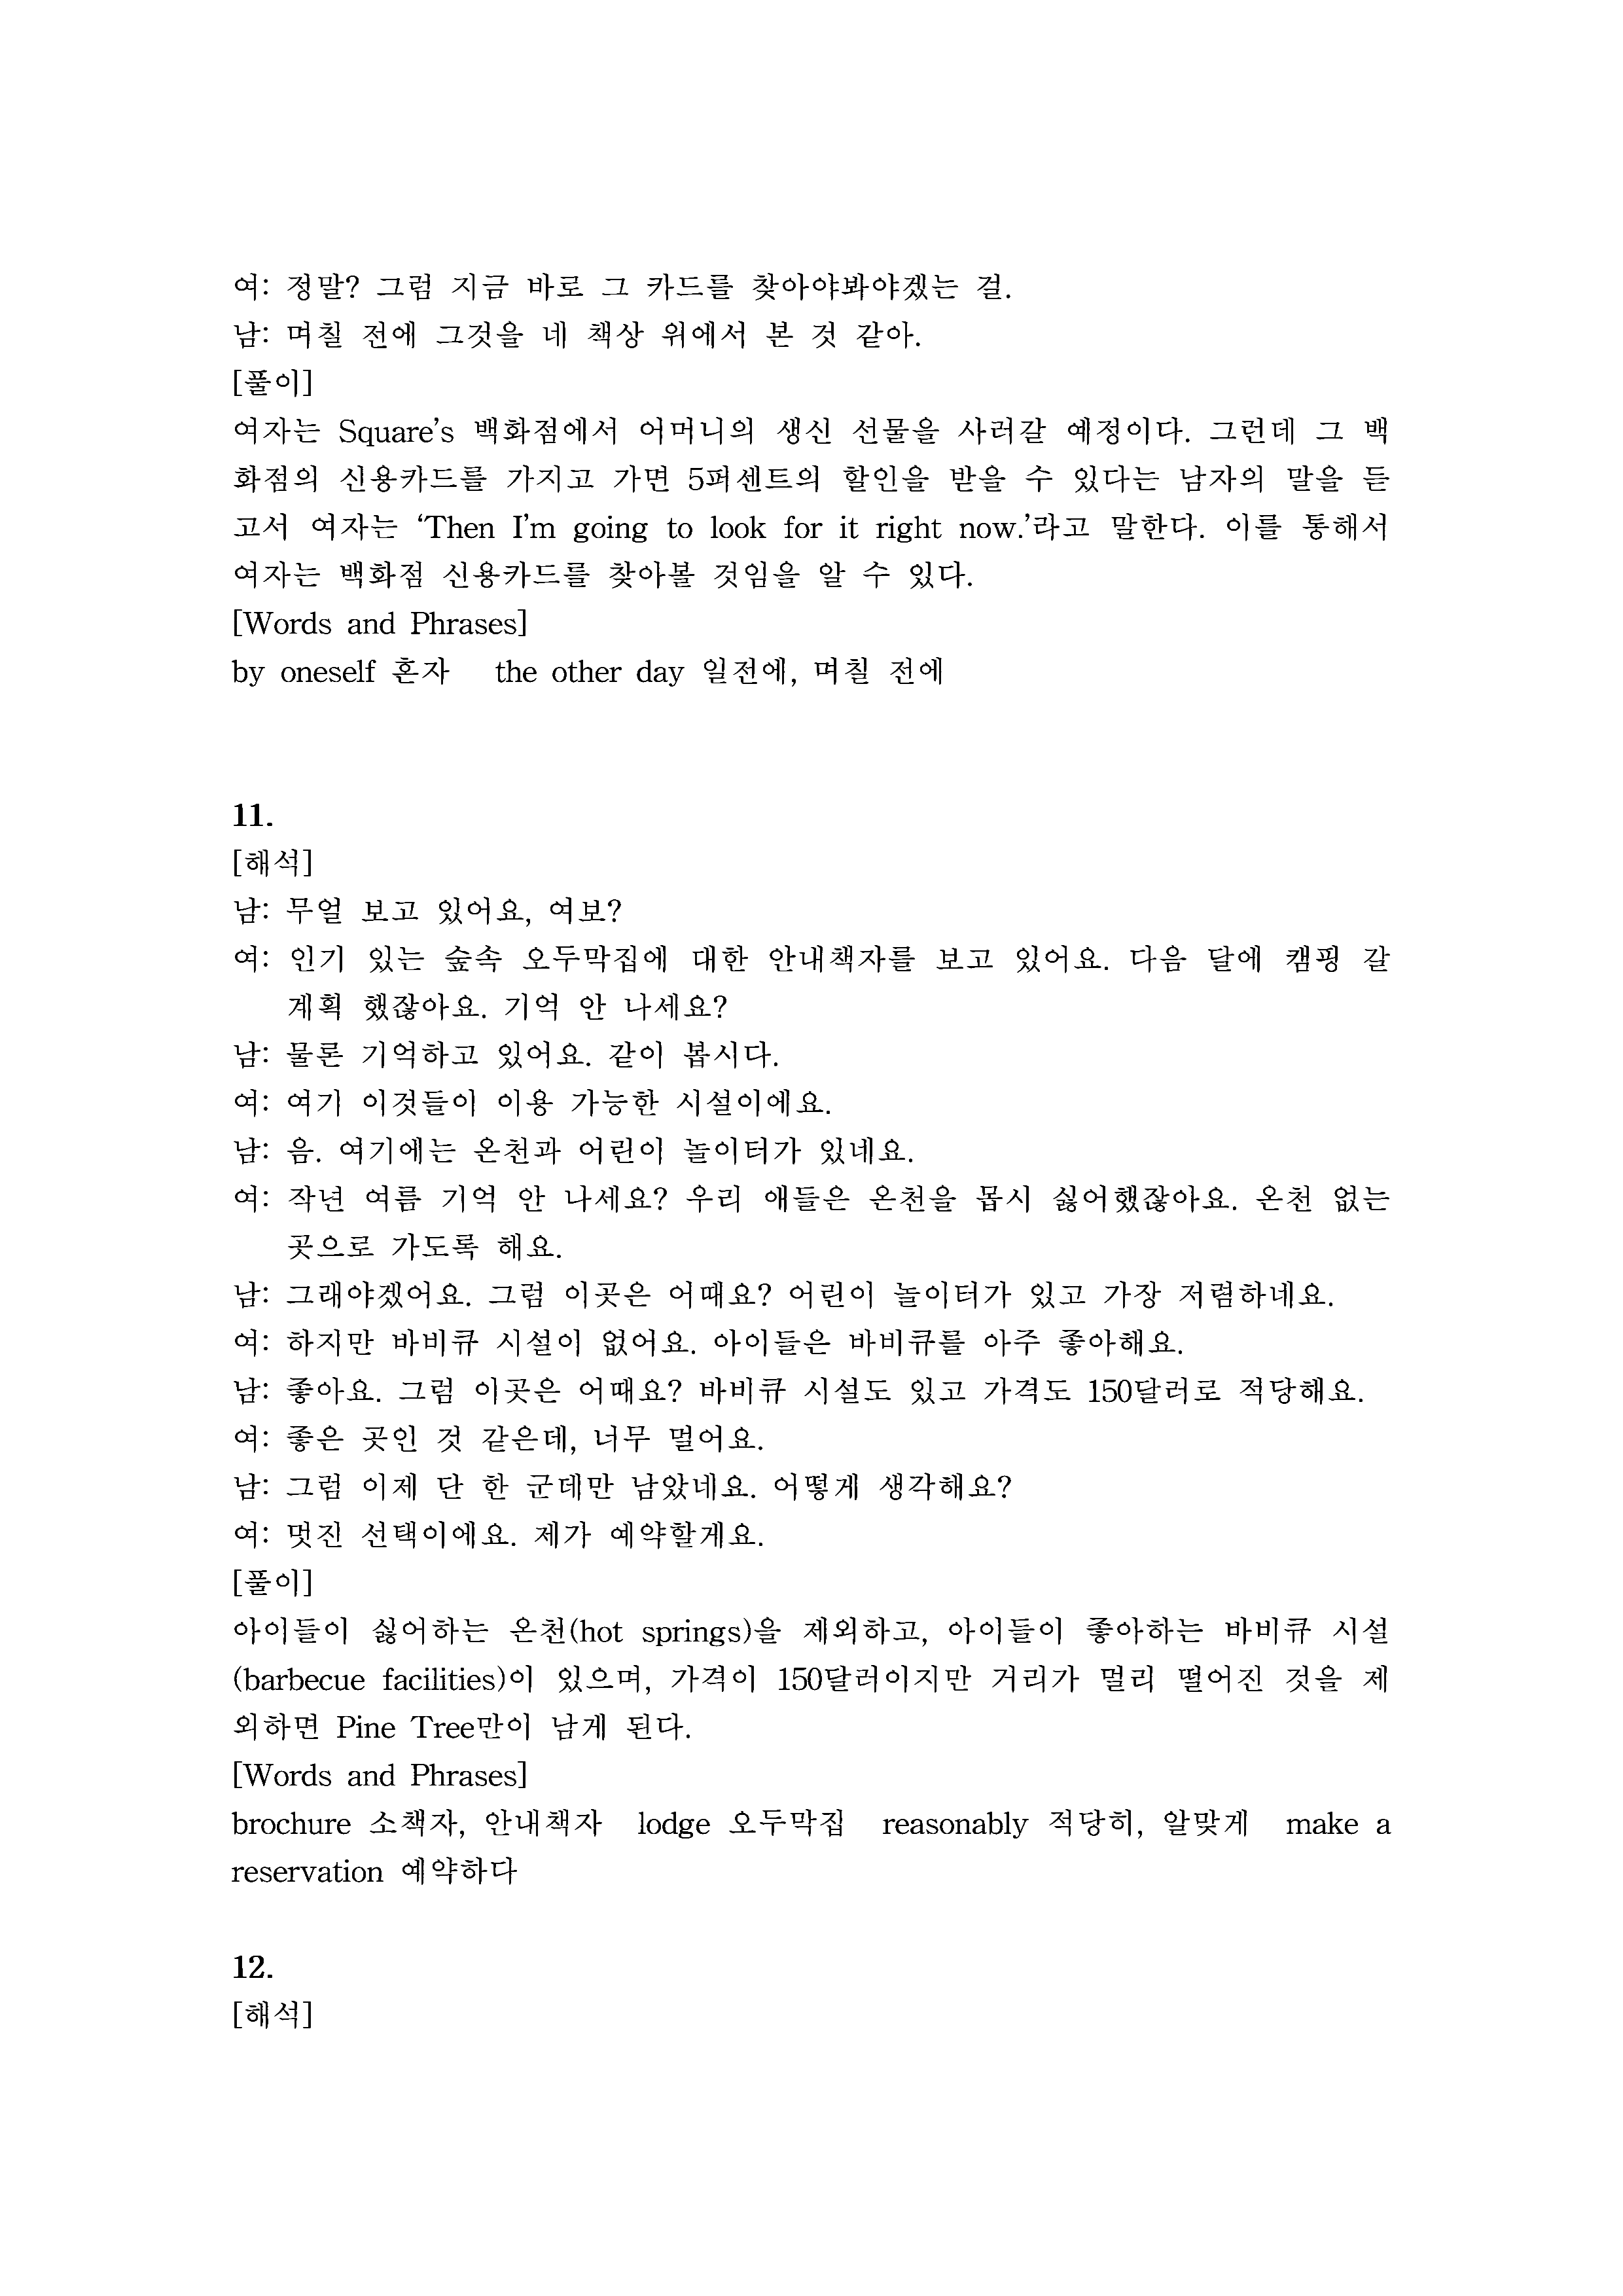 여: 정말? 그럼 지금 바로 그 카드를 찾아야봐야겠는 걸.
남: 며칠 전에 그것을 네 책상 위에서 본 것 같아.
[풀이]
여자는 Square’s 백화점에서 어머니의 생신 선물을 사러갈 예정이다. 그런데 그 백
화점의 신용카드를 가지고 가면 5퍼센트의 할인을 받을 수 있다는 남자의 말을 듣
고서 여자는 ‘Then I’m going to look for it right now.’라고 말한다. 이를 통해서
여자는 백화점 신용카드를 찾아볼 것임을 알 수 있다.
[Words and Phrases]
by oneself 혼자 the other day 일전에, 며칠 전에
11.
[해석]
남: 무얼 보고 있어요, 여보?
여: 인기 있는 숲속 오두막집에 대한 안내책자를 보고 있어요. 다음 달에 캠핑 갈
계획 했잖아요. 기억 안 나세요?
남: 물론 기억하고 있어요. 같이 봅시다.
여: 여기 이것들이 이용 가능한 시설이에요.
남: 음. 여기에는 온천과 어린이 놀이터가 있네요.
여: 작년 여름 기억 안 나세요? 우리 애들은 온천을 몹시 싫어했잖아요. 온천 없는
곳으로 가도록 해요.
남: 그래야겠어요. 그럼 이곳은 어때요? 어린이 놀이터가 있고 가장 저렴하네요.
여: 하지만 바비큐 시설이 없어요. 아이들은 바비큐를 아주 좋아해요.
남: 좋아요. 그럼 이곳은 어때요? 바비큐 시설도 있고 가격도 150달러로 적당해요.
여: 좋은 곳인 것 같은데, 너무 멀어요.
남: 그럼 이제 단 한 군데만 남았네요. 어떻게 생각해요?
여: 멋진 선택이에요. 제가 예약할게요.
[풀이]
아이들이 싫어하는 온천(hot springs)을 제외하고, 아이들이 좋아하는 바비큐 시설
(barbecue facilities)이 있으며, 가격이 150달러이지만 거리가 멀리 떨어진 것을 제
외하면 Pine Tree만이 남게 된다.
[Words and Phrases]
brochure 소책자, 안내책자 lodge 오두막집 reasonably 적당히, 알맞게 make a
reservation 예약하다
12.
[해석]